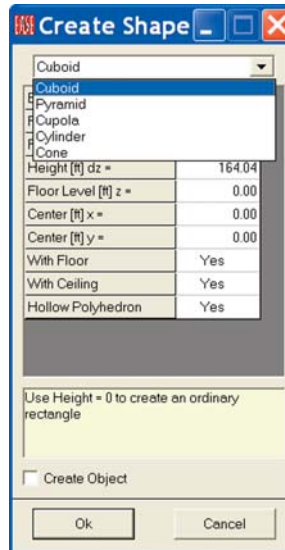 EASE Create Shape
Cuboid
Cuboid
Pyramid
Cupola
Cylinder
Cone
Height [ft] dz = 164.04
Floor Level [ft] z = 0.00
Center [ft] x = 0.00
Center [ft] y = 0.00
With Floor Yes
With Ceiling Yes
Hollow Polyhedron Yes
Use Height = 0 to create an ordinary
rectangle
Create Object
Ok Cancel